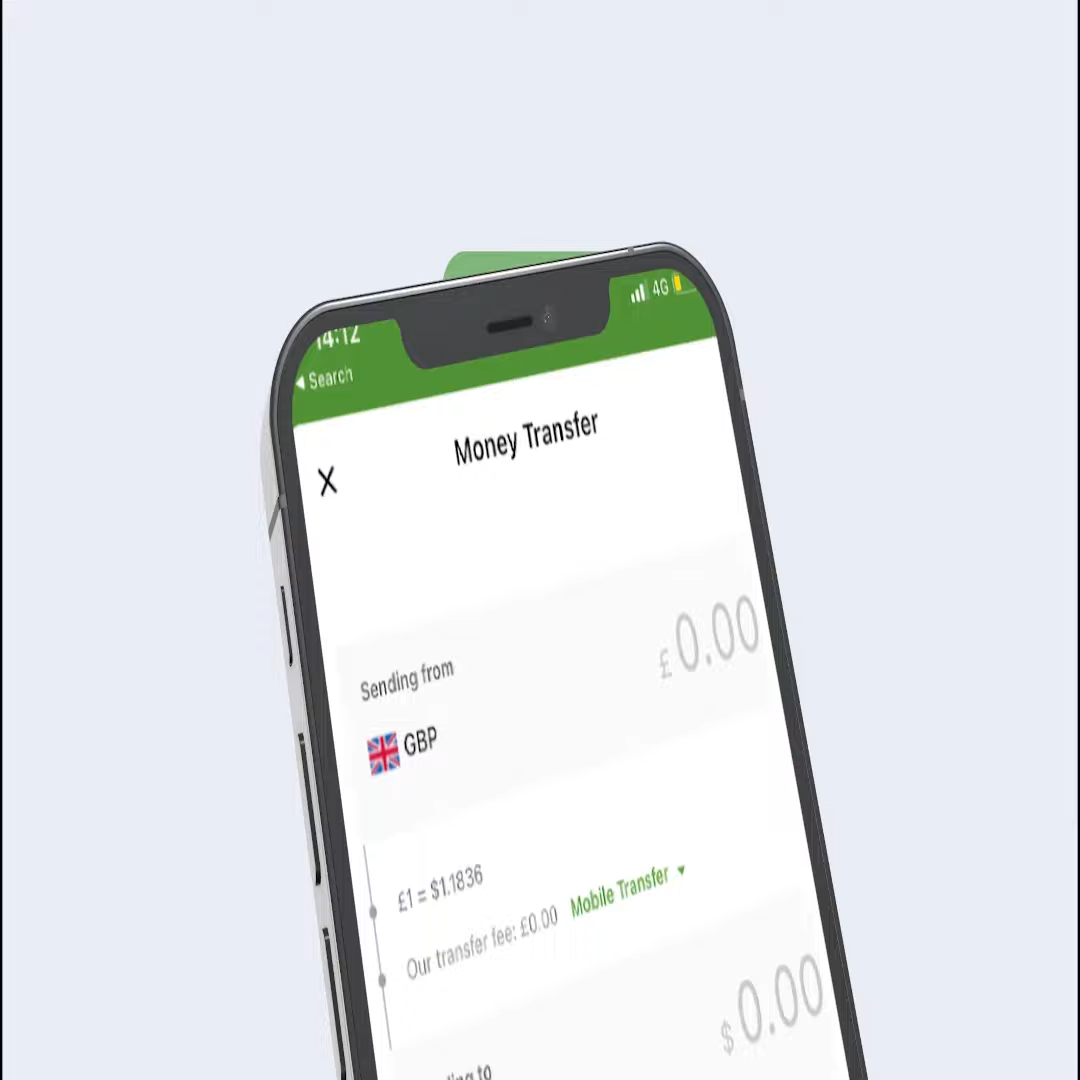 14:12
4G
◀ Search
Money Transfer
£ 0.00
Sending from
GBP
£1 = $1.1836
Our transfer fee: £0.00 Mobile Transfer ▼
$ 0.00
to